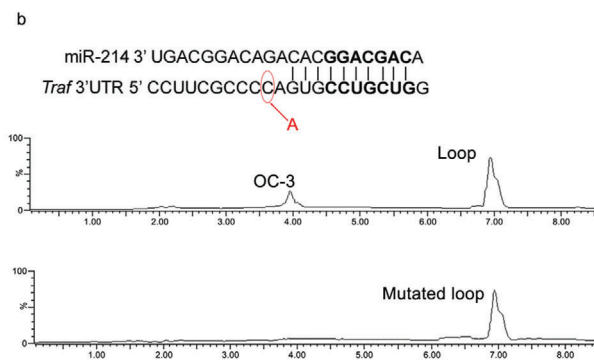 b
miR-214 3' UGACGGACAGACACGGACGACA
Traf 3'UTR 5' CCUUCGCCCCAGUGCCUGCUGG
A
100
%
0
OC-3
Loop
1.00 2.00 3.00 4.00 5.00 6.00 7.00 8.00
100
%
0
Mutated loop
1.00 2.00 3.00 4.00 5.00 6.00 7.00 8.00